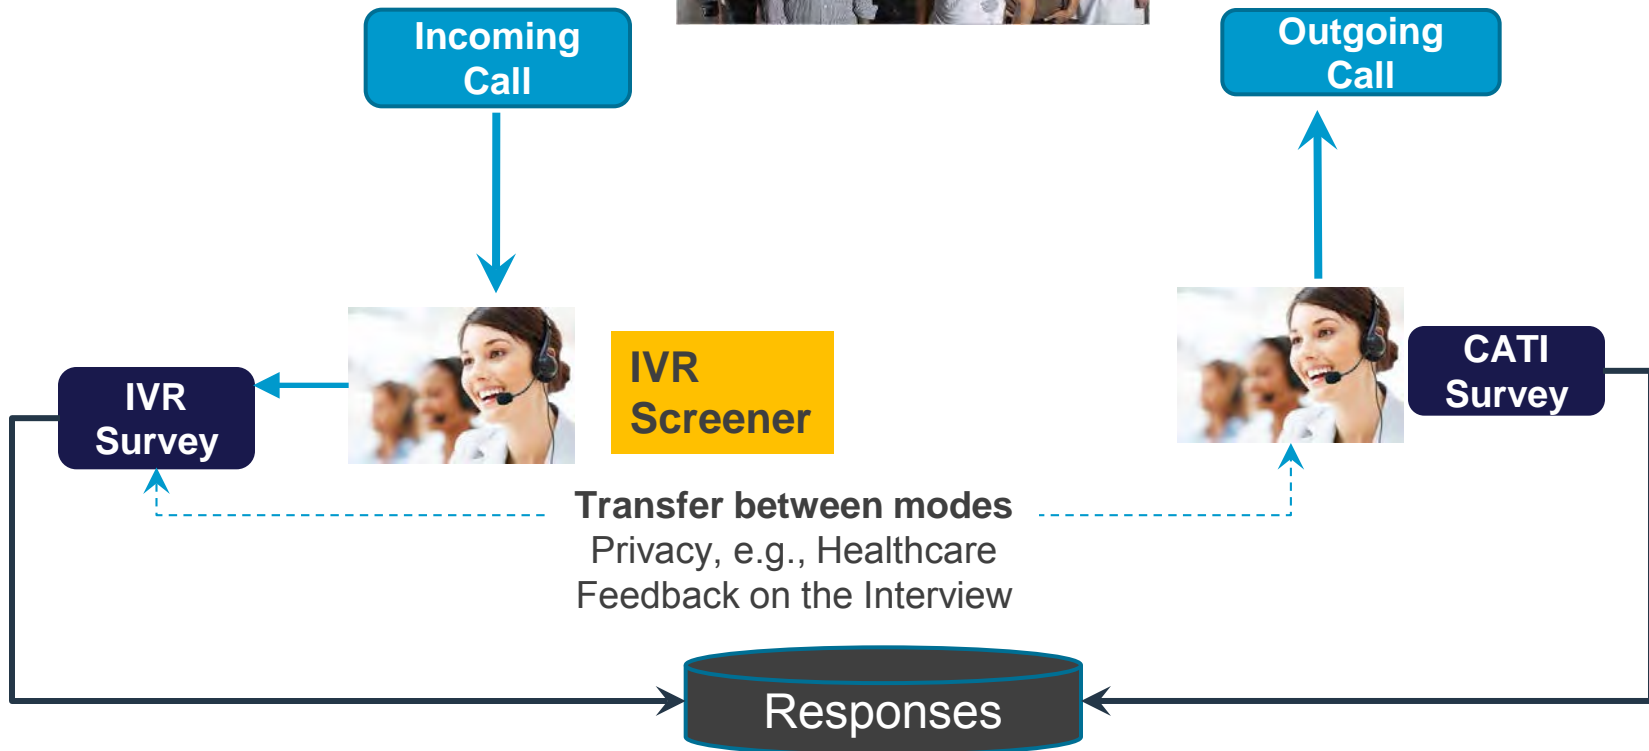 Incoming
Call
Outgoing
Call
IVR
Survey
IVR
Screener
CATI
Survey
Transfer between modes
Privacy, e.g., Healthcare
Feedback on the Interview
Responses